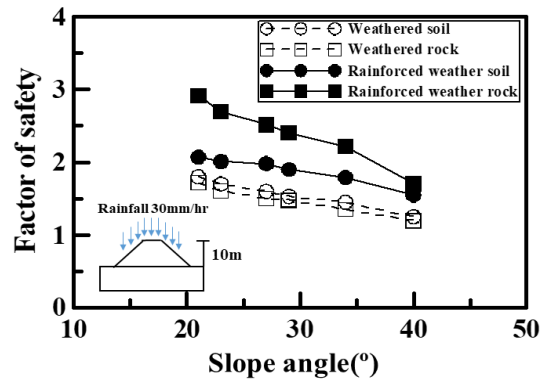 4
3
2
1
0
10
20
30
40
50
Factor of safety
Slope angle(º)
Weathered soil
Weathered rock
Rainforced weather soil
Rainforced weather rock
Rainfall 30mm/hr
10m